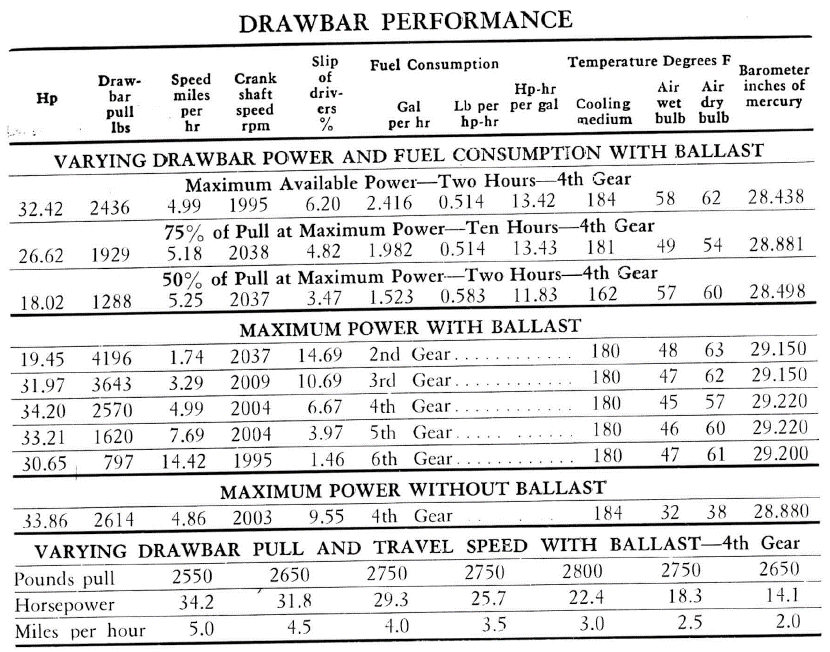 DRAWBAR PERFORMANCE
Hp Draw-bar pull lbs Speed miles per hr Crank shaft speed rpm Slip of driv-ers % Fuel Consumption Gal per hr Lb per hp-hr Hp-hr per gal Temperature Degrees F Cooling medium Air wet bulb Air dry bulb Barometer inches of mercury
VARYING DRAWBAR POWER AND FUEL CONSUMPTION WITH BALLAST
Maximum Available Power—Two Hours—4th Gear
32.42 2436 4.99 1995 6.20 2.416 0.514 13.42 184 58 62 28.438
75% of Pull at Maximum Power—Ten Hours—4th Gear
26.62 1929 5.18 2038 4.82 1.982 0.514 13.43 181 49 54 28.881
50% of Pull at Maximum Power—Two Hours—4th Gear
18.02 1288 5.25 2037 3.47 1.523 0.583 11.83 162 57 60 28.498
MAXIMUM POWER WITH BALLAST
19.45 4196 1.74 2037 14.69 2nd Gear............ 180 48 63 29.150
31.97 3643 3.29 2009 10.69 3rd Gear............ 180 47 62 29.150
34.20 2570 4.99 2004 6.67 4th Gear............ 180 45 57 29.220
33.21 1620 7.69 2004 3.97 5th Gear............ 180 46 60 29.220
30.65 797 14.42 1995 1.46 6th Gear............ 180 47 61 29.200
MAXIMUM POWER WITHOUT BALLAST
33.86 2614 4.86 2003 9.55 4th Gear . . . 184 32 38 28.880
VARYING DRAWBAR PULL AND TRAVEL SPEED WITH BALLAST—4th Gear
Pounds pull 2550 2650 2750 2750 2800 2750 2650
Horsepower 34.2 31.8 29.3 25.7 22.4 18.3 14.1
Miles per hour 5.0 4.5 4.0 3.5 3.0 2.5 2.0